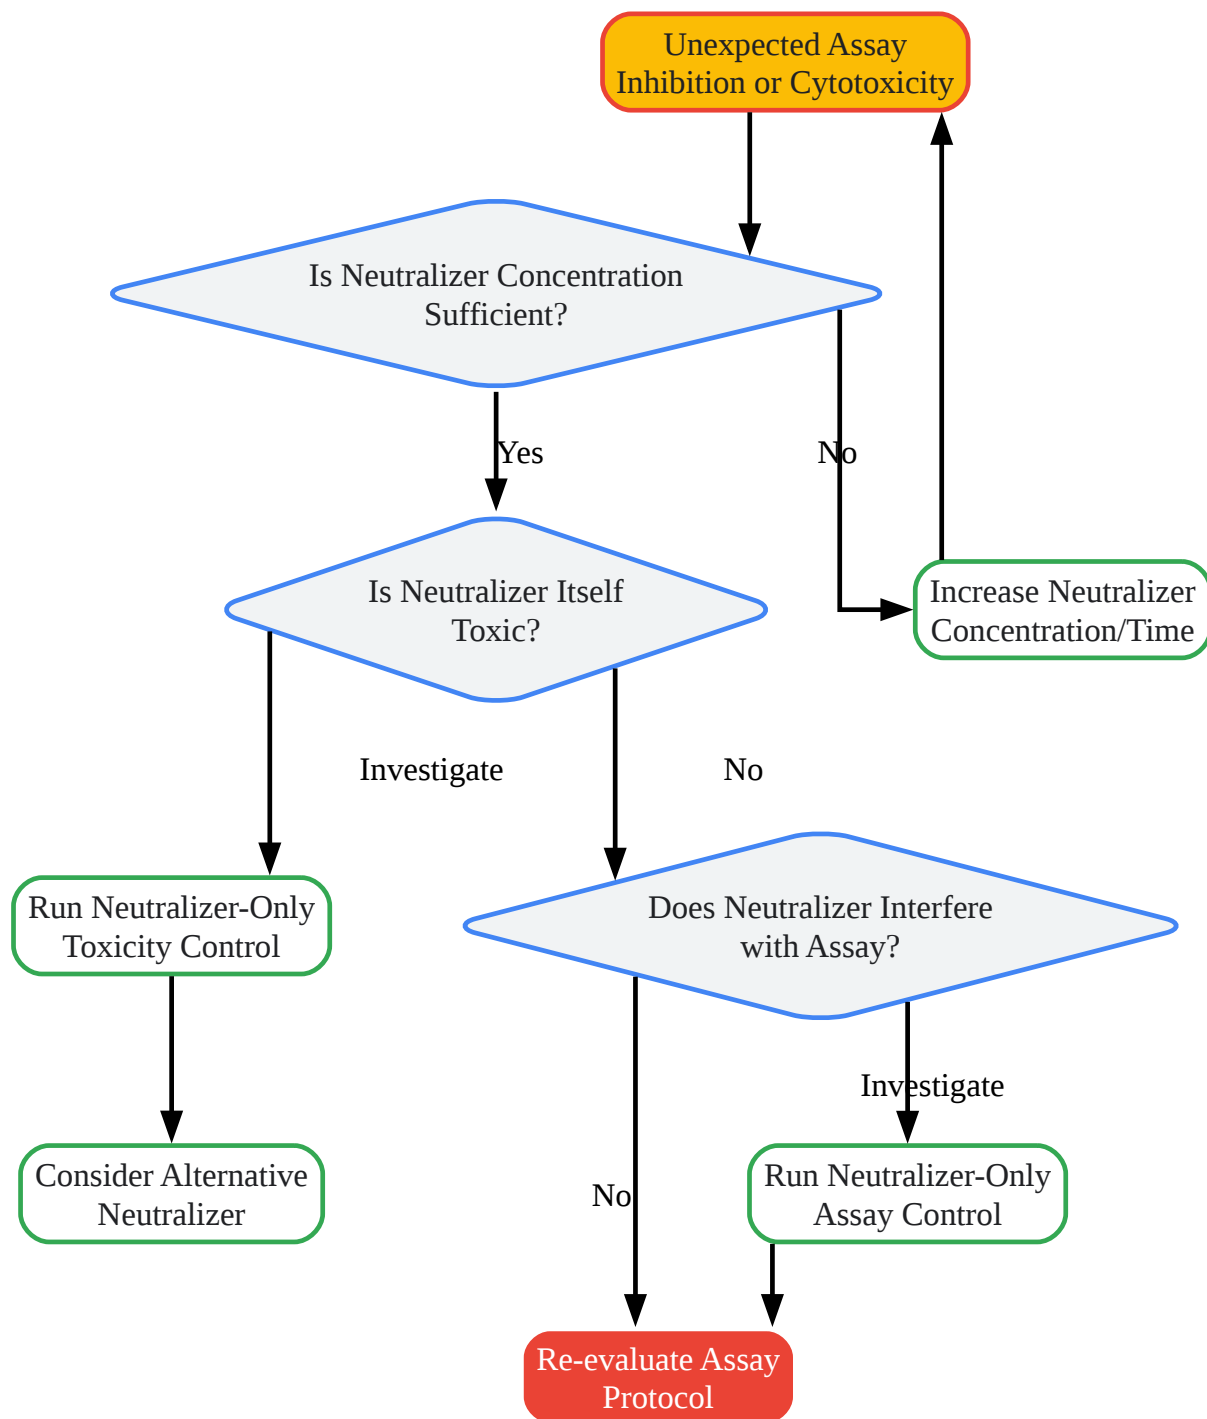 Unexpected Assay
Inhibition or Cytotoxicity
Is Neutralizer Concentration
Sufficient?
Yes
No
Is Neutralizer Itself
Toxic?
Increase Neutralizer
Concentration/Time
Investigate
No
Run Neutralizer-Only
Toxicity Control
Does Neutralizer Interfere
with Assay?
Investigate
Consider Alternative
Neutralizer
No
Run Neutralizer-Only
Assay Control
Re-evaluate Assay
Protocol